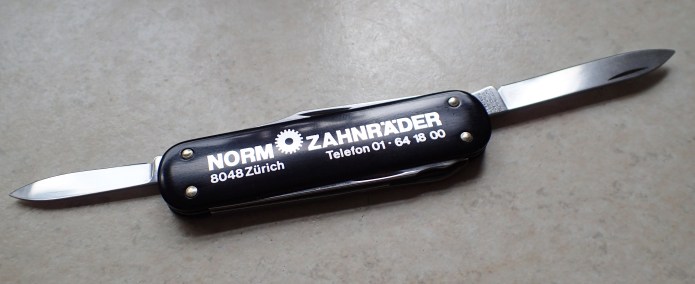 NORM ZAHNRÄDER
8048 Zürich Telefon 01 · 64 18 00